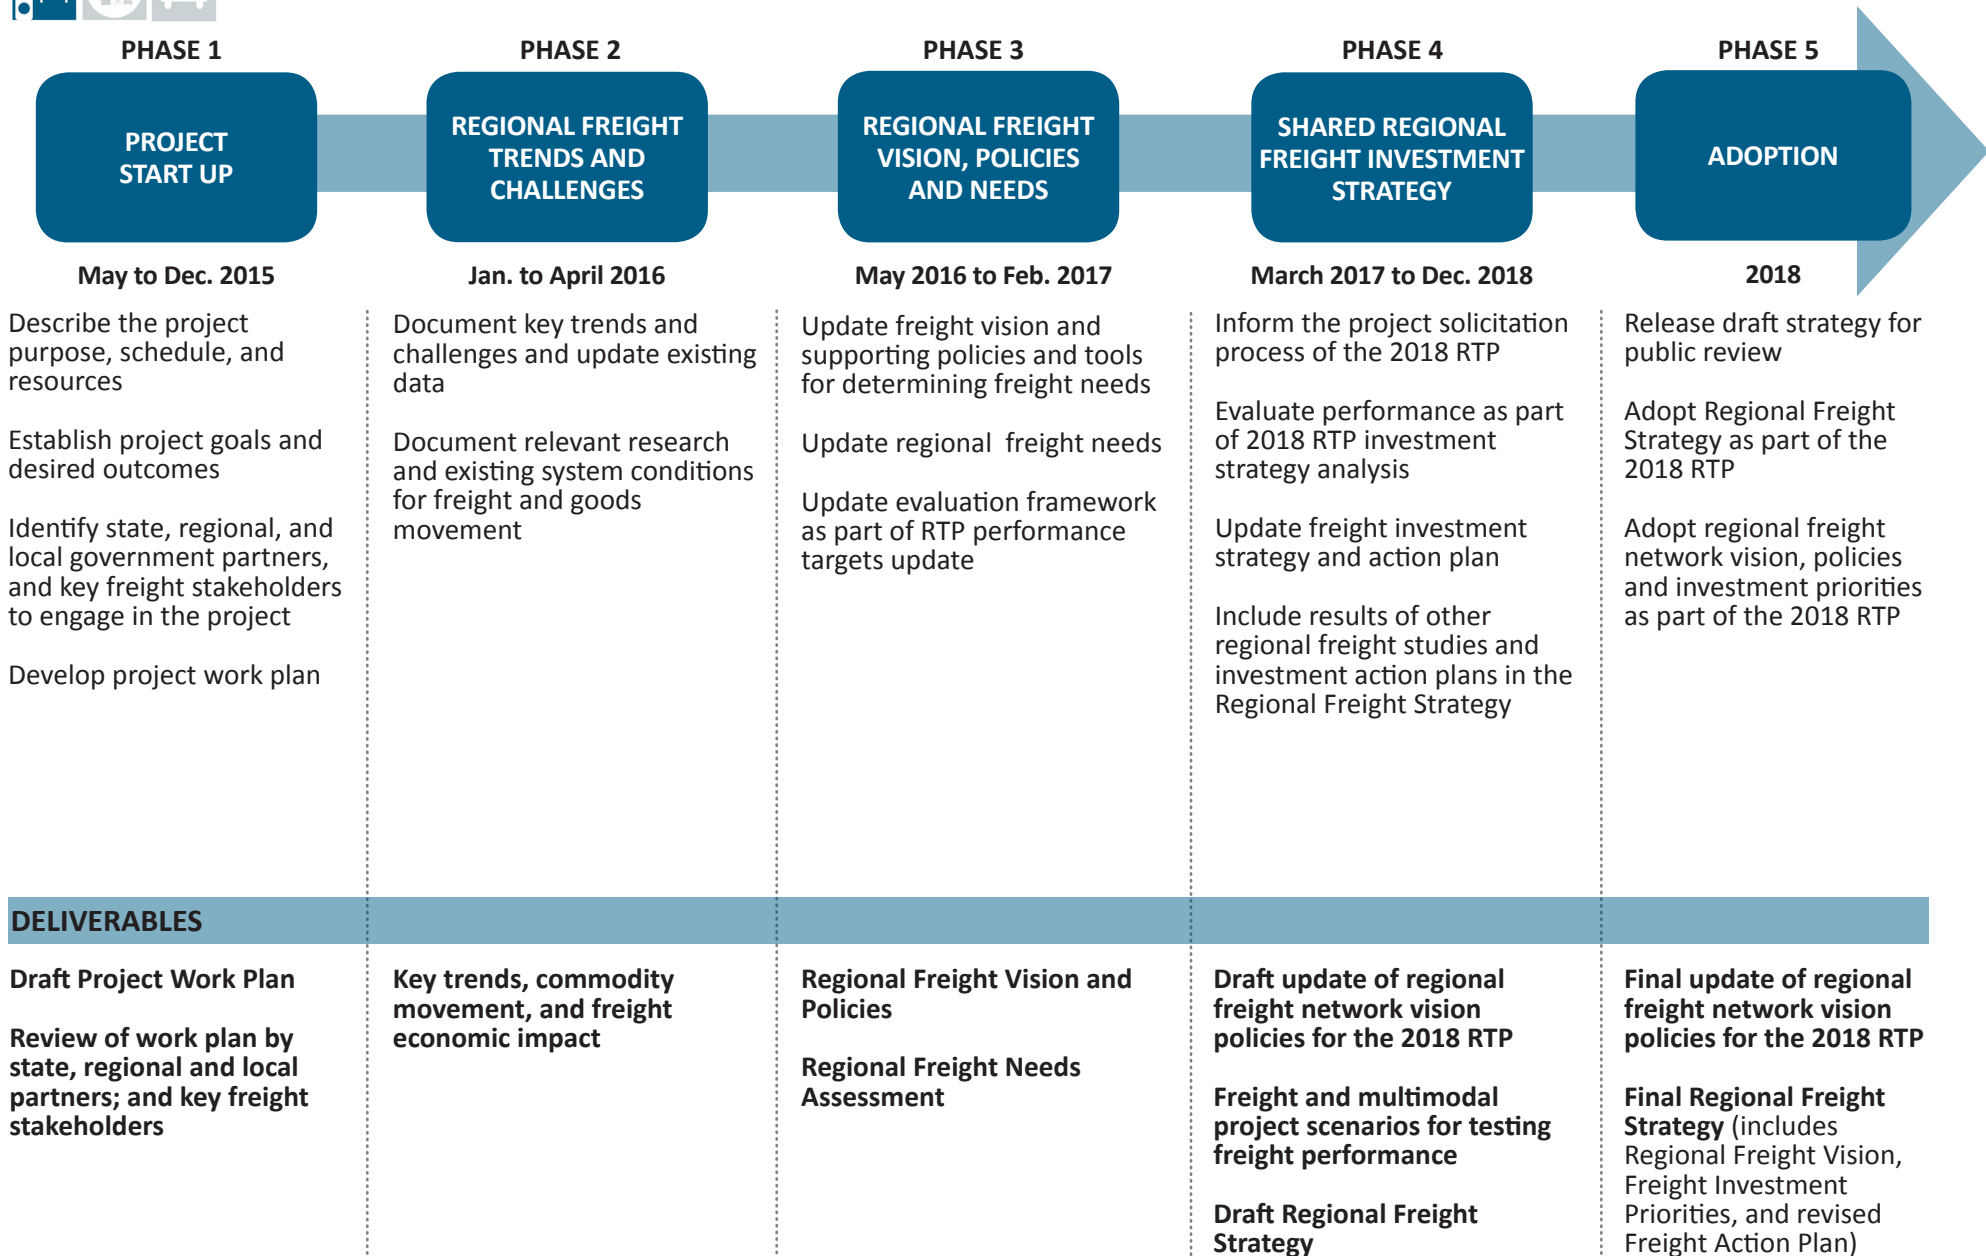 PHASE 1
PROJECT
START UP
May to Dec. 2015
Describe the project
purpose, schedule, and
resources
Establish project goals and
desired outcomes
Identify state, regional, and
local government partners,
and key freight stakeholders
to engage in the project
Develop project work plan
PHASE 2
REGIONAL FREIGHT
TRENDS AND
CHALLENGES
Jan. to April 2016
Document key trends and
challenges and update existing
data
Document relevant research
and existing system conditions
for freight and goods
movement
PHASE 3
REGIONAL FREIGHT
VISION, POLICIES
AND NEEDS
May 2016 to Feb. 2017
Update freight vision and
supporting policies and tools
for determining freight needs
Update regional  freight needs
Update evaluation framework
as part of RTP performance
targets update
PHASE 4
SHARED REGIONAL
FREIGHT INVESTMENT
STRATEGY
March 2017 to Dec. 2018
Inform the project solicitation
process of the 2018 RTP
Evaluate performance as part
of 2018 RTP investment
strategy analysis
Update freight investment
strategy and action plan
Include results of other
regional freight studies and
investment action plans in the
Regional Freight Strategy
PHASE 5
ADOPTION
2018
Release draft strategy for
public review
Adopt Regional Freight
Strategy as part of the
2018 RTP
Adopt regional freight
network vision, policies
and investment priorities
as part of the 2018 RTP
DELIVERABLES
Draft Project Work Plan
Review of work plan by
state, regional and local
partners; and key freight
stakeholders
Key trends, commodity
movement, and freight
economic impact
Regional Freight Vision and
Policies
Regional Freight Needs
Assessment
Draft update of regional
freight network vision
policies for the 2018 RTP
Freight and multimodal
project scenarios for testing
freight performance
Draft Regional Freight
Strategy
Final update of regional
freight network vision
policies for the 2018 RTP
Final Regional Freight
Strategy (includes
Regional Freight Vision,
Freight Investment
Priorities, and revised
Freight Action Plan)